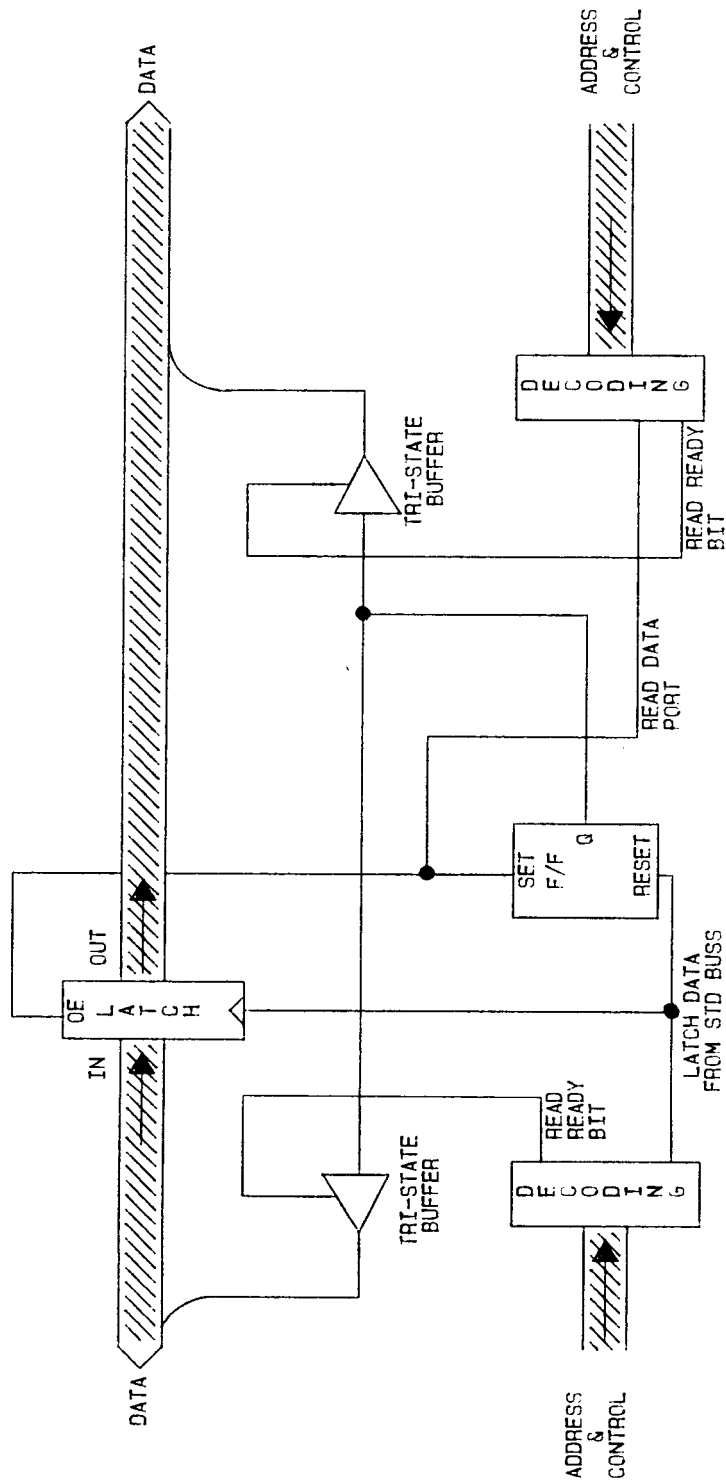 DATA
DATA
IN
OUT
OE
LATCH
TRI-STATE
BUFFER
TRI-STATE
BUFFER
READ
READY
BIT
DECODING
ADDRESS
&
CONTROL
LATCH DATA
FROM STD BUSS
SET
F/F
Q
RESET
READ DATA
PORT
READ READY
BIT
DECODING
ADDRESS
&
CONTROL